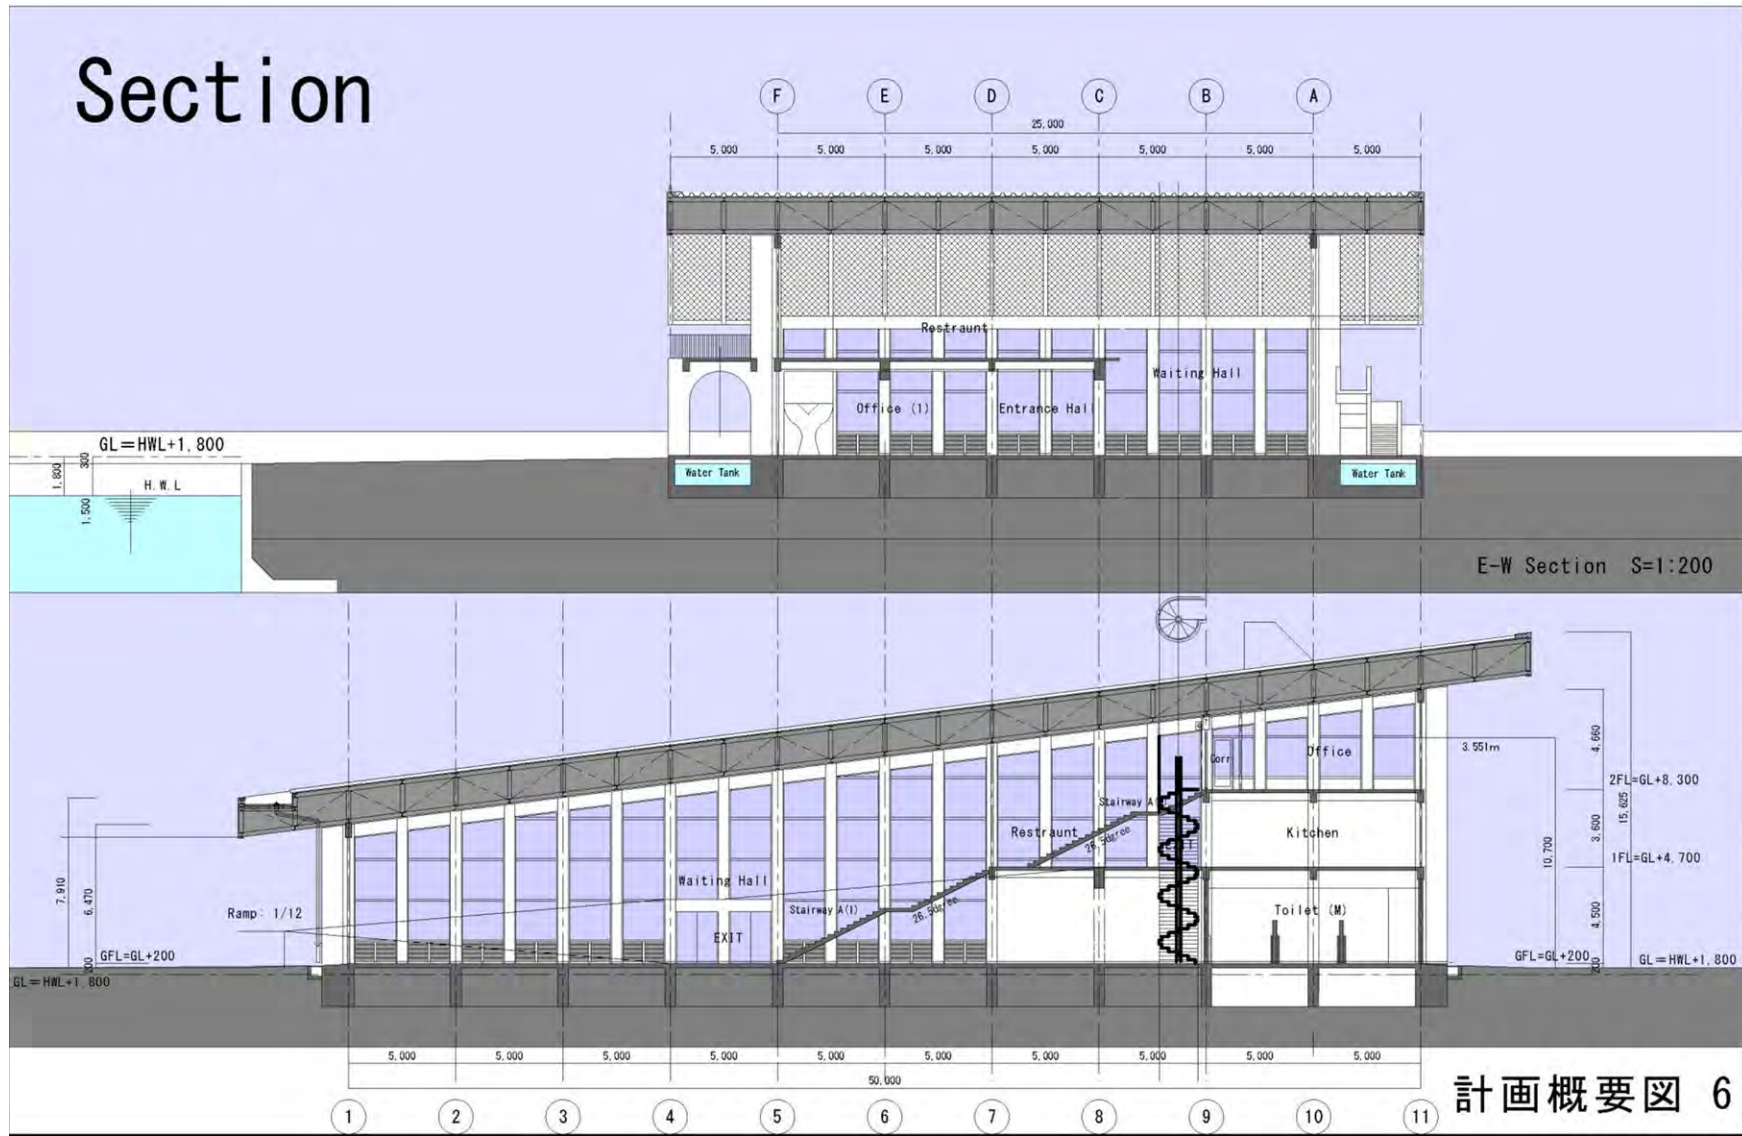 Section
F E D C B A
25,000
5,000 5,000 5,000 5,000 5,000 5,000 5,000
Restraunt
Waiting Hall
Office (1)
Entrance Hall
GL=HWL+1,800
1,800
300
H.W.L
1,500
Water Tank
Water Tank
E-W Section S=1:200
Corr
Office
3.551m
4,660
2FL=GL+8,300
15,625
Stairway A
Restraunt
26.5dgree
Kitchen
3,600
10,700
1FL=GL+4,700
7,910
6,470
Waiting Hall
Ramp: 1/12
Stairway A(1)
26.5dgree
Toilet (M)
4,500
EXIT
GFL=GL+200
200
GL=HWL+1,800
GFL=GL+200
200
GL=HWL+1,800
5,000 5,000 5,000 5,000 5,000 5,000 5,000 5,000 5,000 5,000
50,000
1 2 3 4 5 6 7 8 9 10 11
計画概要図 6